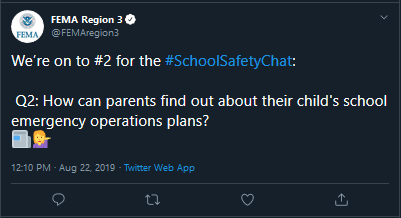 FEMA Region 3
@FEMAregion3
FEMA
We're on to #2 for the #SchoolSafetyChat:
Q2: How can parents find out about their child's school
emergency operations plans?
12:10 PM · Aug 22, 2019 · Twitter Web App